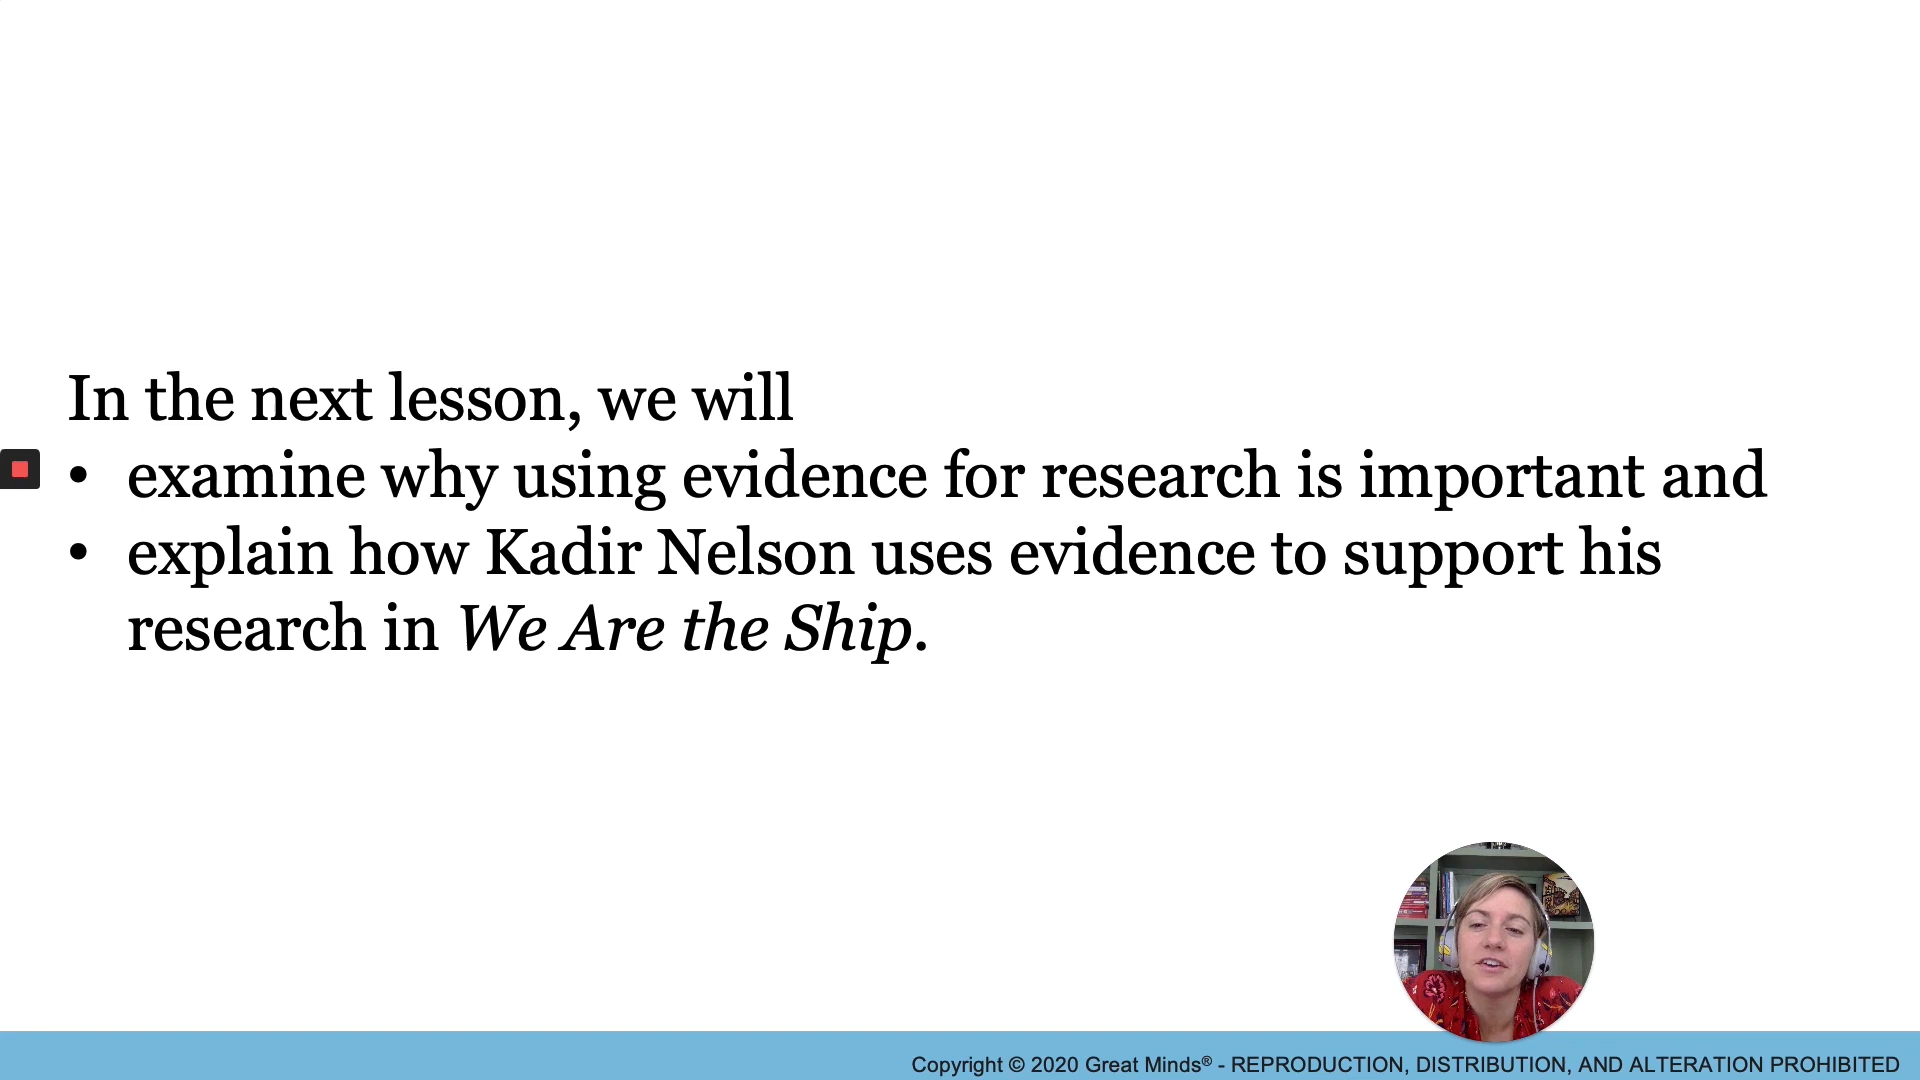 In the next lesson, we will
• examine why using evidence for research is important and
• explain how Kadir Nelson uses evidence to support his
research in We Are the Ship.
Copyright © 2020 Great Minds® - REPRODUCTION, DISTRIBUTION, AND ALTERATION PROHIBITED